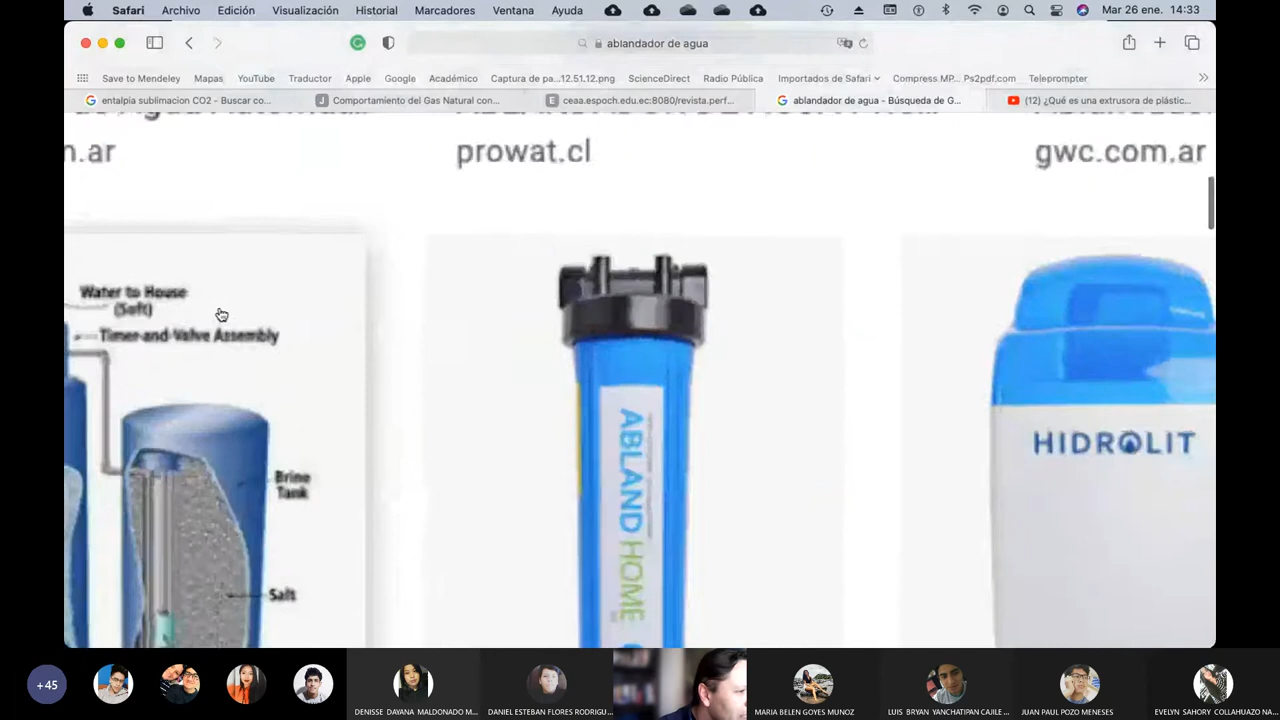 Safari Archivo Edición Visualización Historial Marcadores Ventana Ayuda Mar 26 ene. 14:33
ablandador de agua
Save to Mendeley Mapas YouTube Traductor Apple Google Académico Captura de pa...12.51.12.png ScienceDirect Radio Pública Importados de Safari Compress MP... Ps2pdf.com Teleprompter
entalpia sublimacion CO2 - Buscar co... Comportamiento del Gas Natural con... ceaa.espoch.edu.ec:8080/revista.perf... ablandador de agua - Búsqueda de G... (12) ¿Qué es una extrusora de plástic...
n.ar prowat.cl gwc.com.ar
Water to House
(Soft)
Timer and Valve Assembly
Brine
Tank
Salt
ABLAND HOME
HIDROLIT
+45
DENISSE DAYANA MALDONADO M...
DANIEL ESTEBAN FLORES RODRIGU...
MARIA BELEN GOYES MUNOZ
LUIS BRYAN YANCHATIPAN CAJILE ...
JUAN PAUL POZO MENESES
EVELYN SAHORY COLLAHUAZO NA...